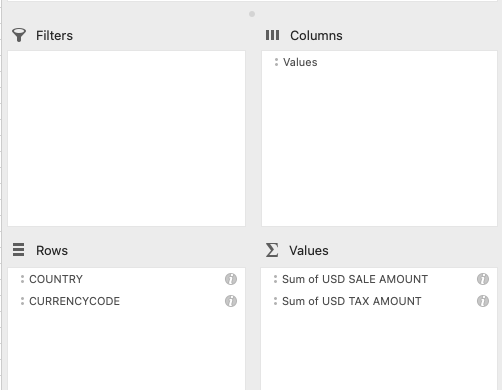 Filters
Columns
Values
Rows
Values
COUNTRY
CURRENCYCODE
Sum of USD SALE AMOUNT
Sum of USD TAX AMOUNT